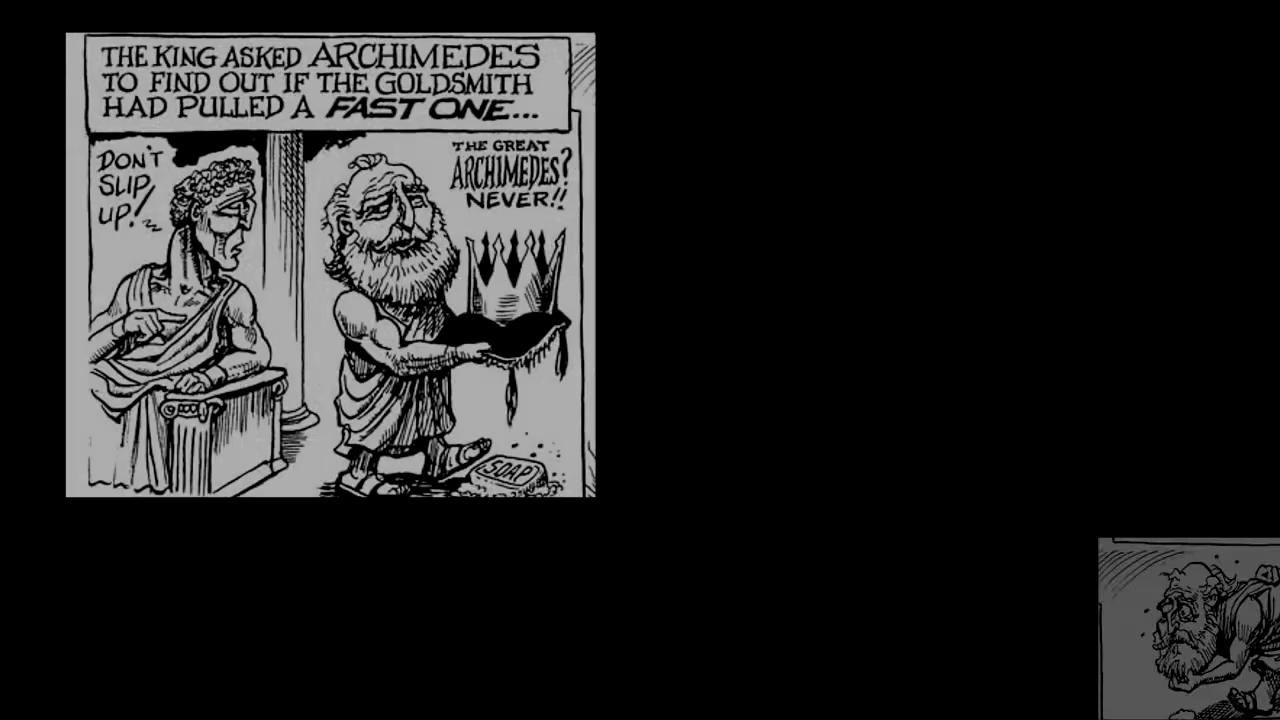 THE KING ASKED ARCHIMEDES
TO FIND OUT IF THE GOLDSMITH
HAD PULLED A FAST ONE...
DON'T
SLIP
UP!
THE GREAT
ARCHIMEDES?
NEVER!!
SOAP